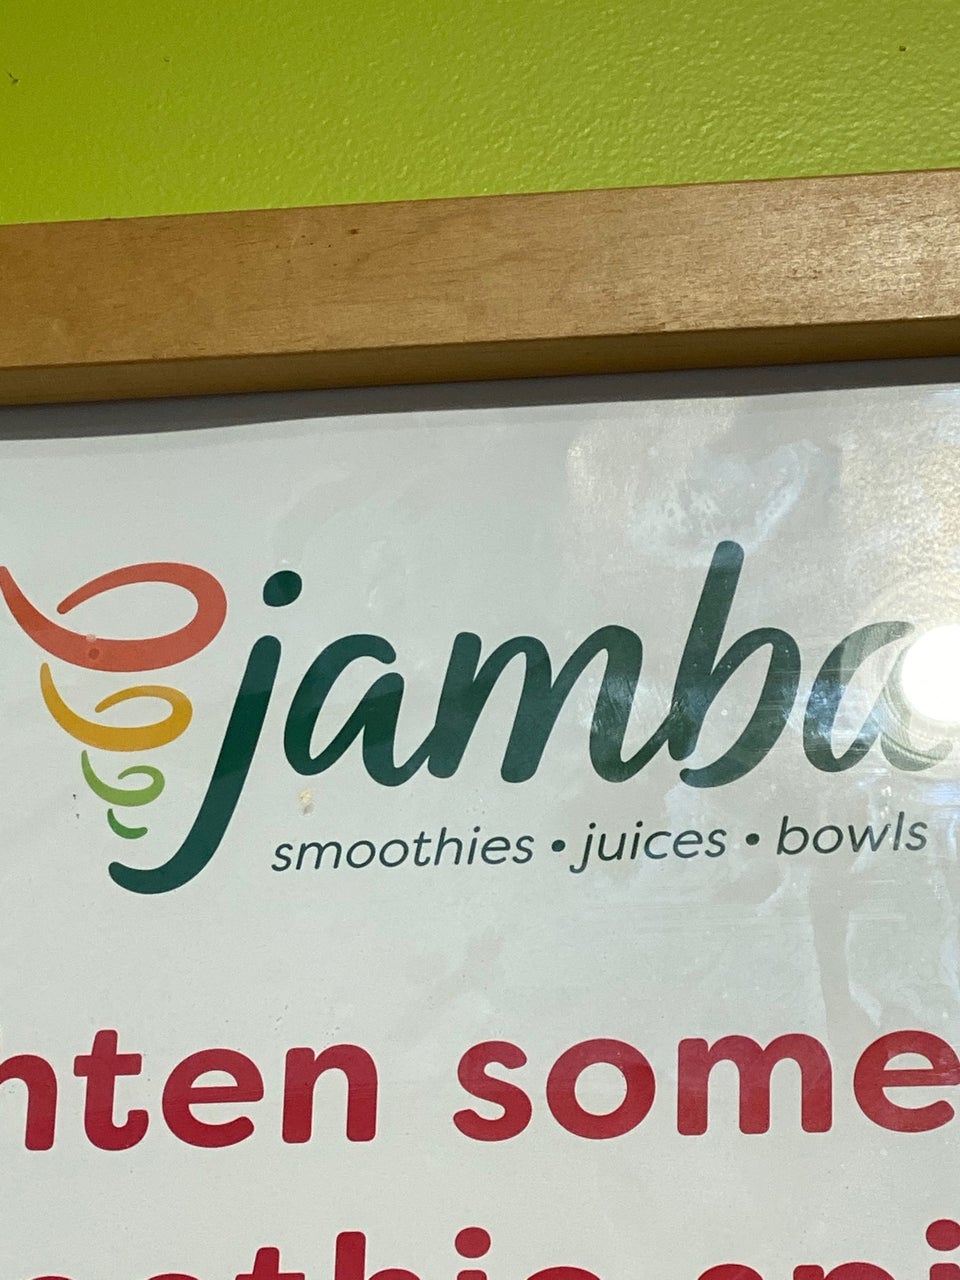 jamba
smoothies • juices • bowls
nten some